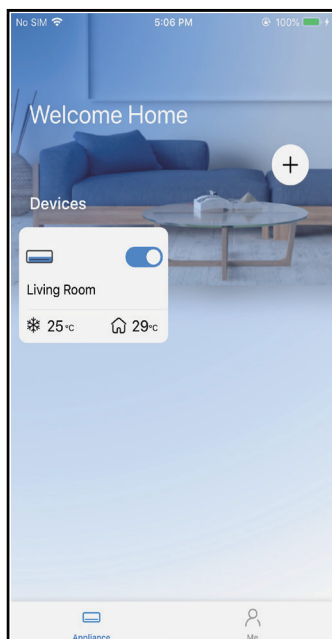 No SIM 5:06 PM 100%
Welcome Home
+
Devices
Living Room
25°C 29°C
Appliance Me